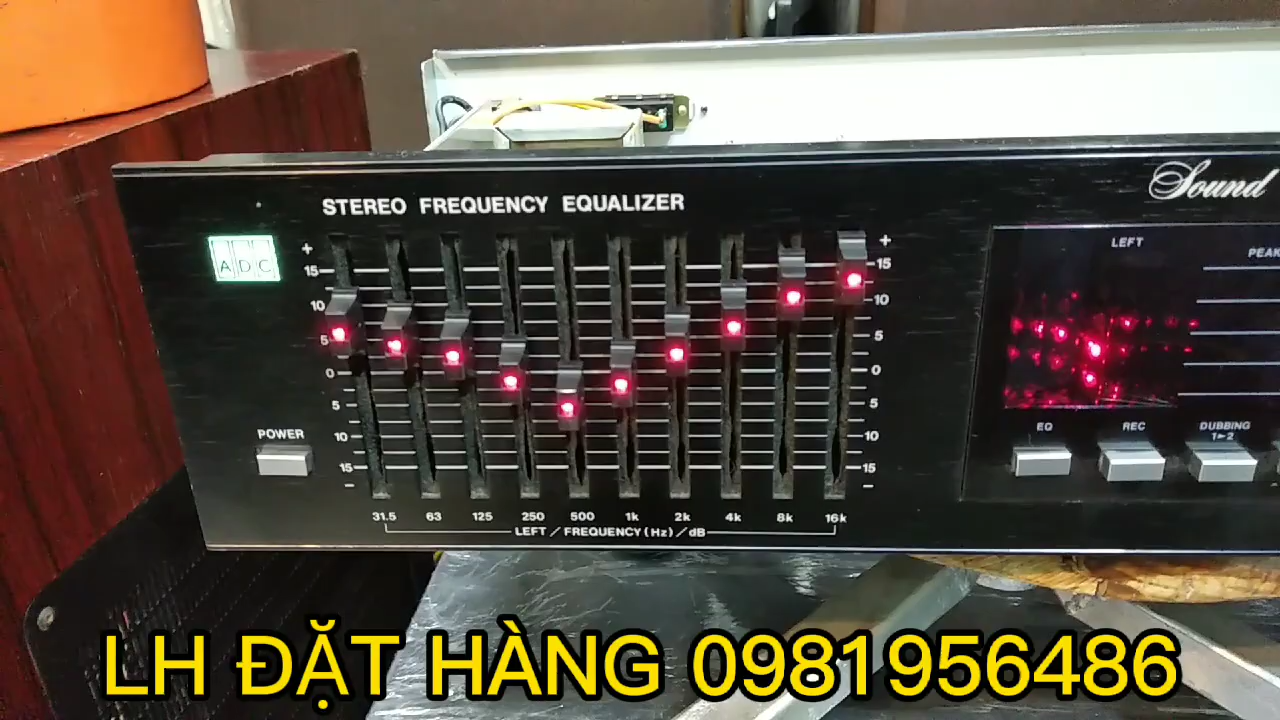 Sound
STEREO FREQUENCY EQUALIZER
ADC
LEFT
+ +
15 15
10 10
5 5
0 0
5 5
10 10
15 15
- -
POWER
EQ REC DUBBING
1►2
31.5 63 125 250 500 1k 2k 4k 8k 16k
LEFT / FREQUENCY (Hz) / dB
LH ĐẶT HÀNG 0981956486